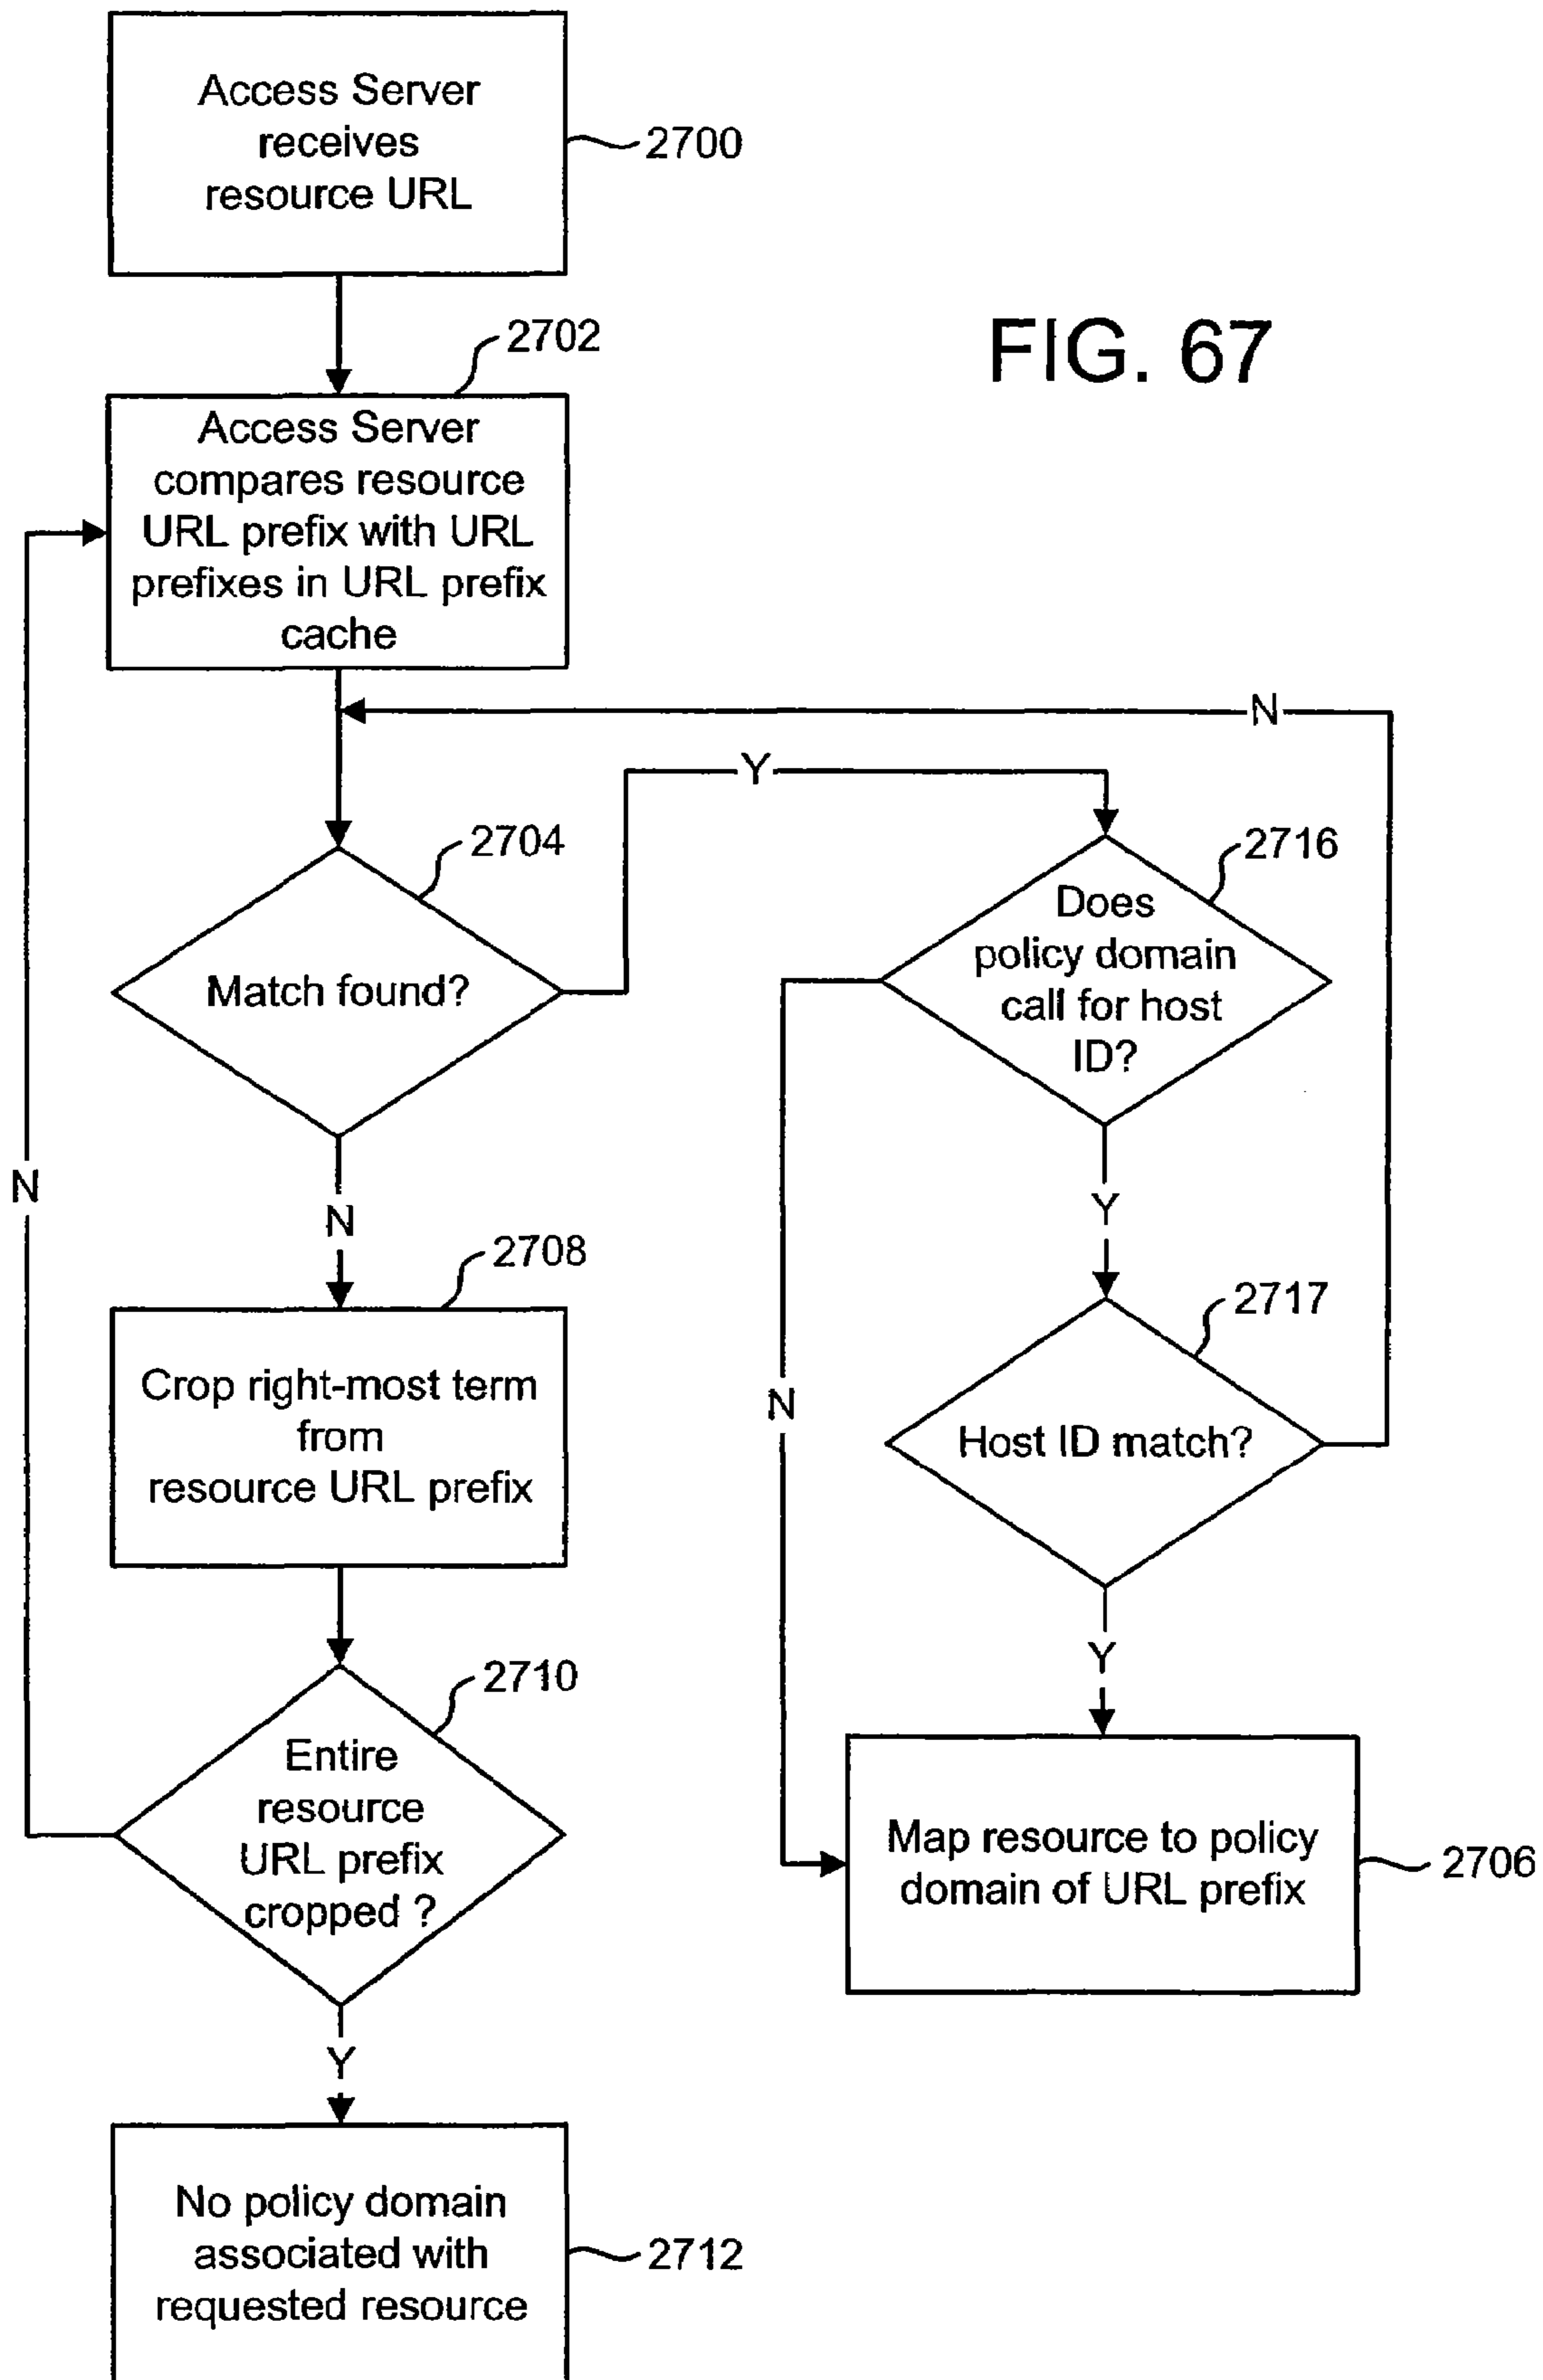 Access Server
receives
resource URL
2700
FIG. 67
2702
Access Server
compares resource
URL prefix with URL
prefixes in URL prefix
cache
N
Y
2704
Match found?
2716
Does
policy domain
call for host
ID?
N
N
Y
2708
Crop right-most term
from
resource URL prefix
2717
Host ID match?
N
Y
2710
Entire
resource
URL prefix
cropped ?
Map resource to policy
domain of URL prefix
2706
Y
No policy domain
associated with
requested resource
2712